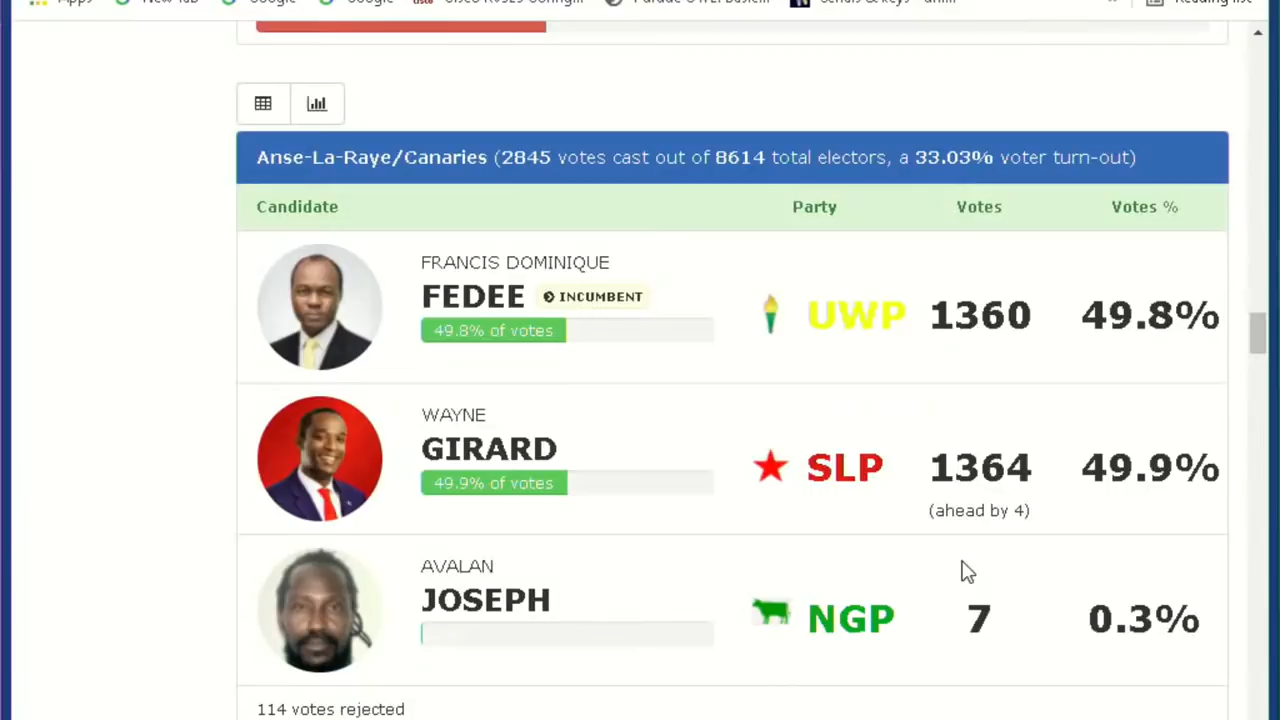 Anse-La-Raye/Canaries (2845 votes cast out of 8614 total electors, a 33.03% voter turn-out)
Candidate Party Votes Votes %
FRANCIS DOMINIQUE
FEDEE INCUMBENT
49.8% of votes
UWP 1360 49.8%
WAYNE
GIRARD
49.9% of votes
SLP 1364 49.9%
(ahead by 4)
AVALAN
JOSEPH
NGP 7 0.3%
114 votes rejected